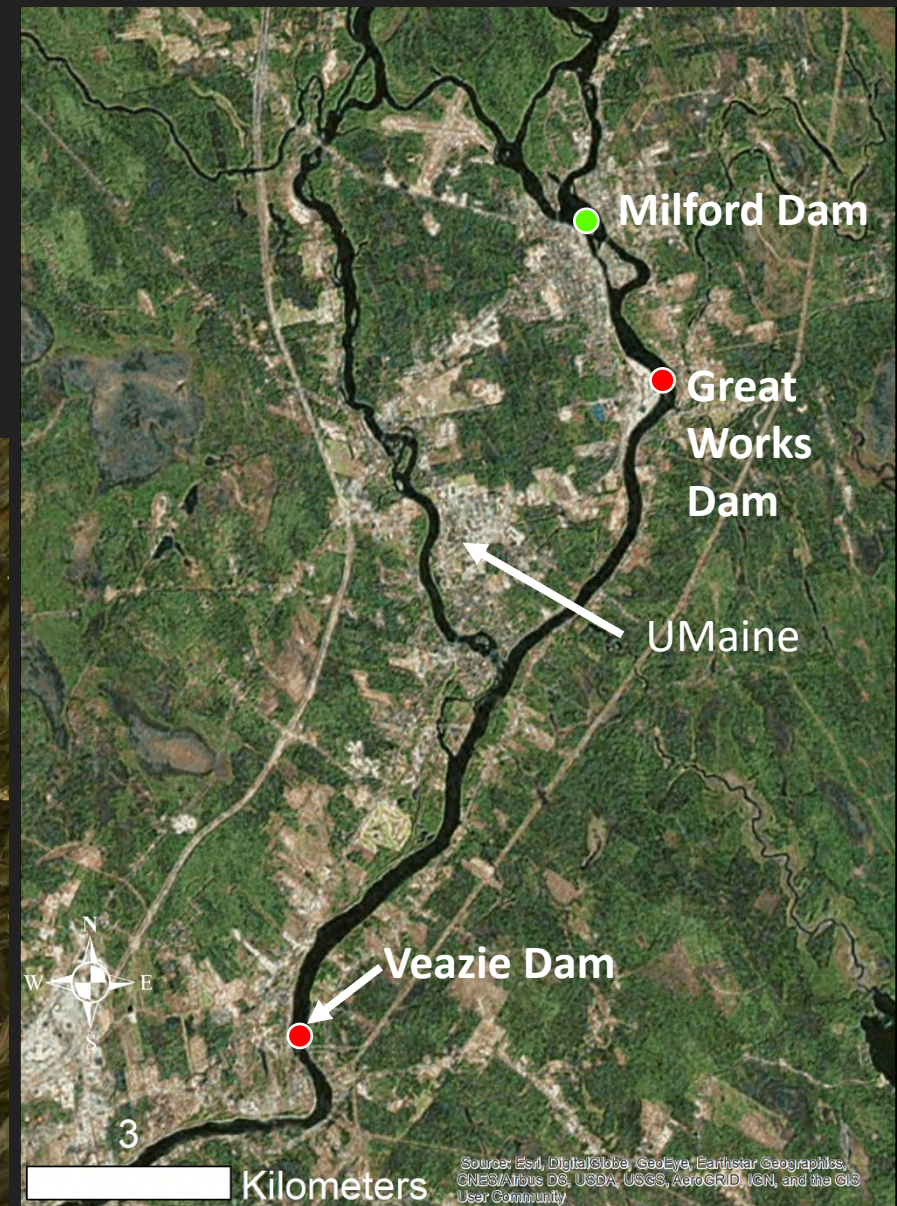 Milford Dam
Great
Works
Dam
UMaine
Veazie Dam
N
W
E
S
3
Kilometers
Source: Esri, DigitalGlobe, GeoEye, Earthstar Geographics,
CNES/Airbus DS, USDA, USGS, AeroGRID, IGN, and the GIS
User Community